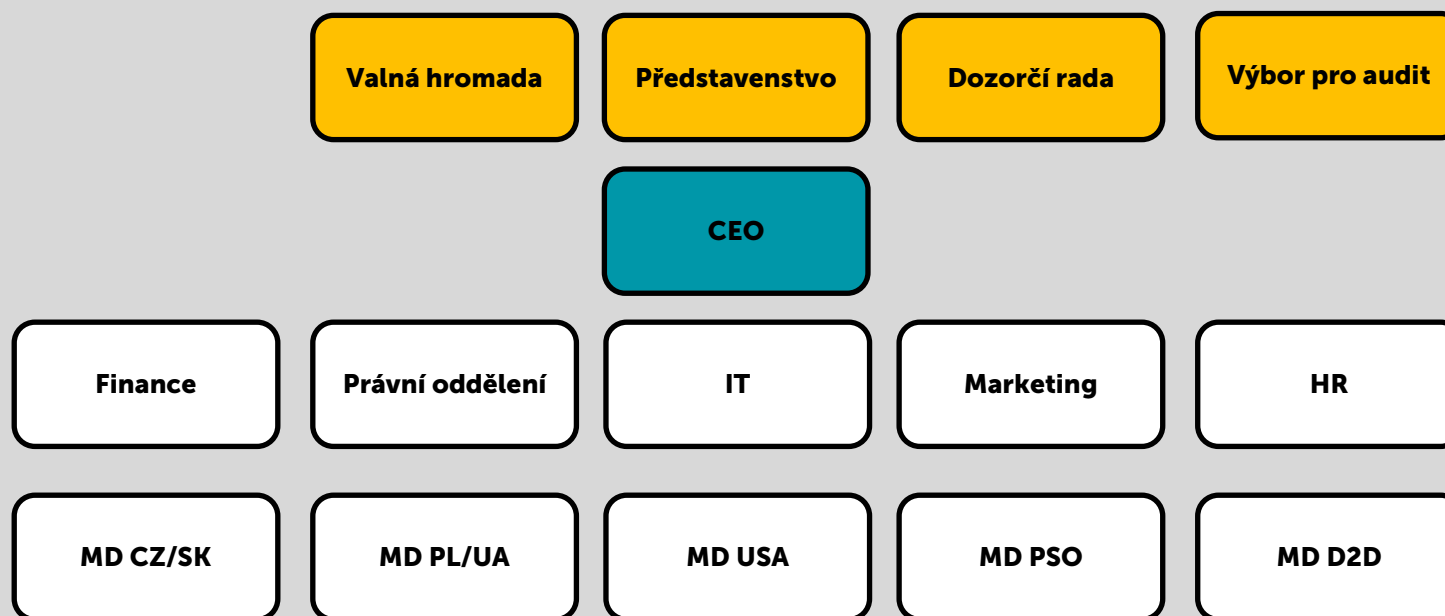 Valná hromada
Představenstvo
Dozorčí rada
Výbor pro audit
CEO
Finance
Právní oddělení
IT
Marketing
HR
MD CZ/SK
MD PL/UA
MD USA
MD PSO
MD D2D